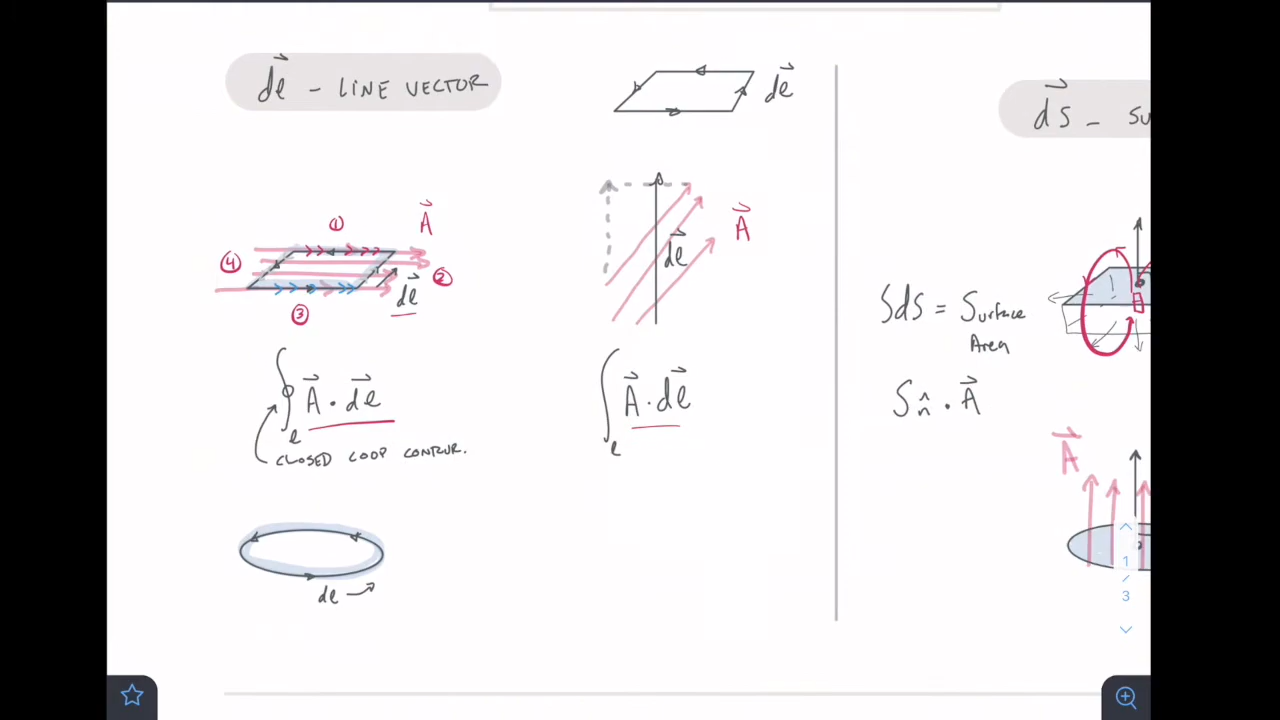 dl⃗ - LINE VECTOR
dl⃗
① A⃗
④ ②
dl⃗
③
A⃗
dl⃗
∮ A⃗ · dl⃗
l
CLOSED LOOP CONTOUR.
∫ A⃗ · dl⃗
l
dl
dS⃗ - SU
SdS = Surface
Area
S n̂ · A⃗
A⃗
1
/
3